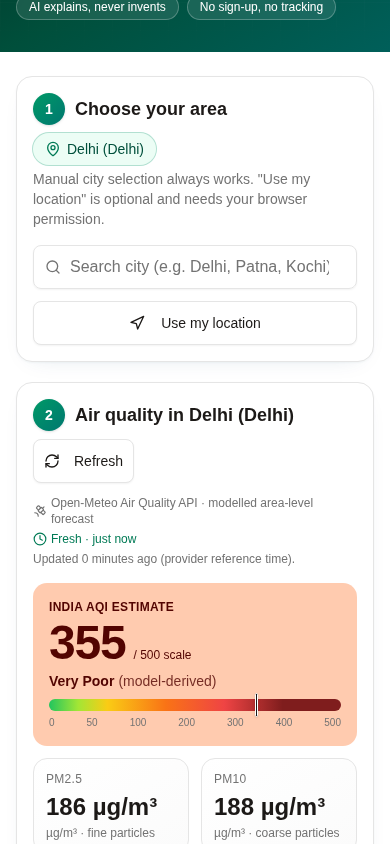 AI explains, never invents
No sign-up, no tracking
1
Choose your area
Delhi (Delhi)
Manual city selection always works. "Use my
location" is optional and needs your browser
permission.
Search city (e.g. Delhi, Patna, Kochi)
Use my location
2
Air quality in Delhi (Delhi)
Refresh
Open-Meteo Air Quality API · modelled area-level
forecast
Fresh · just now
Updated 0 minutes ago (provider reference time).
INDIA AQI ESTIMATE
355 / 500 scale
Very Poor (model-derived)
0 50 100 200 300 400 500
PM2.5
186 µg/m³
µg/m³ · fine particles
PM10
188 µg/m³
µg/m³ · coarse particles